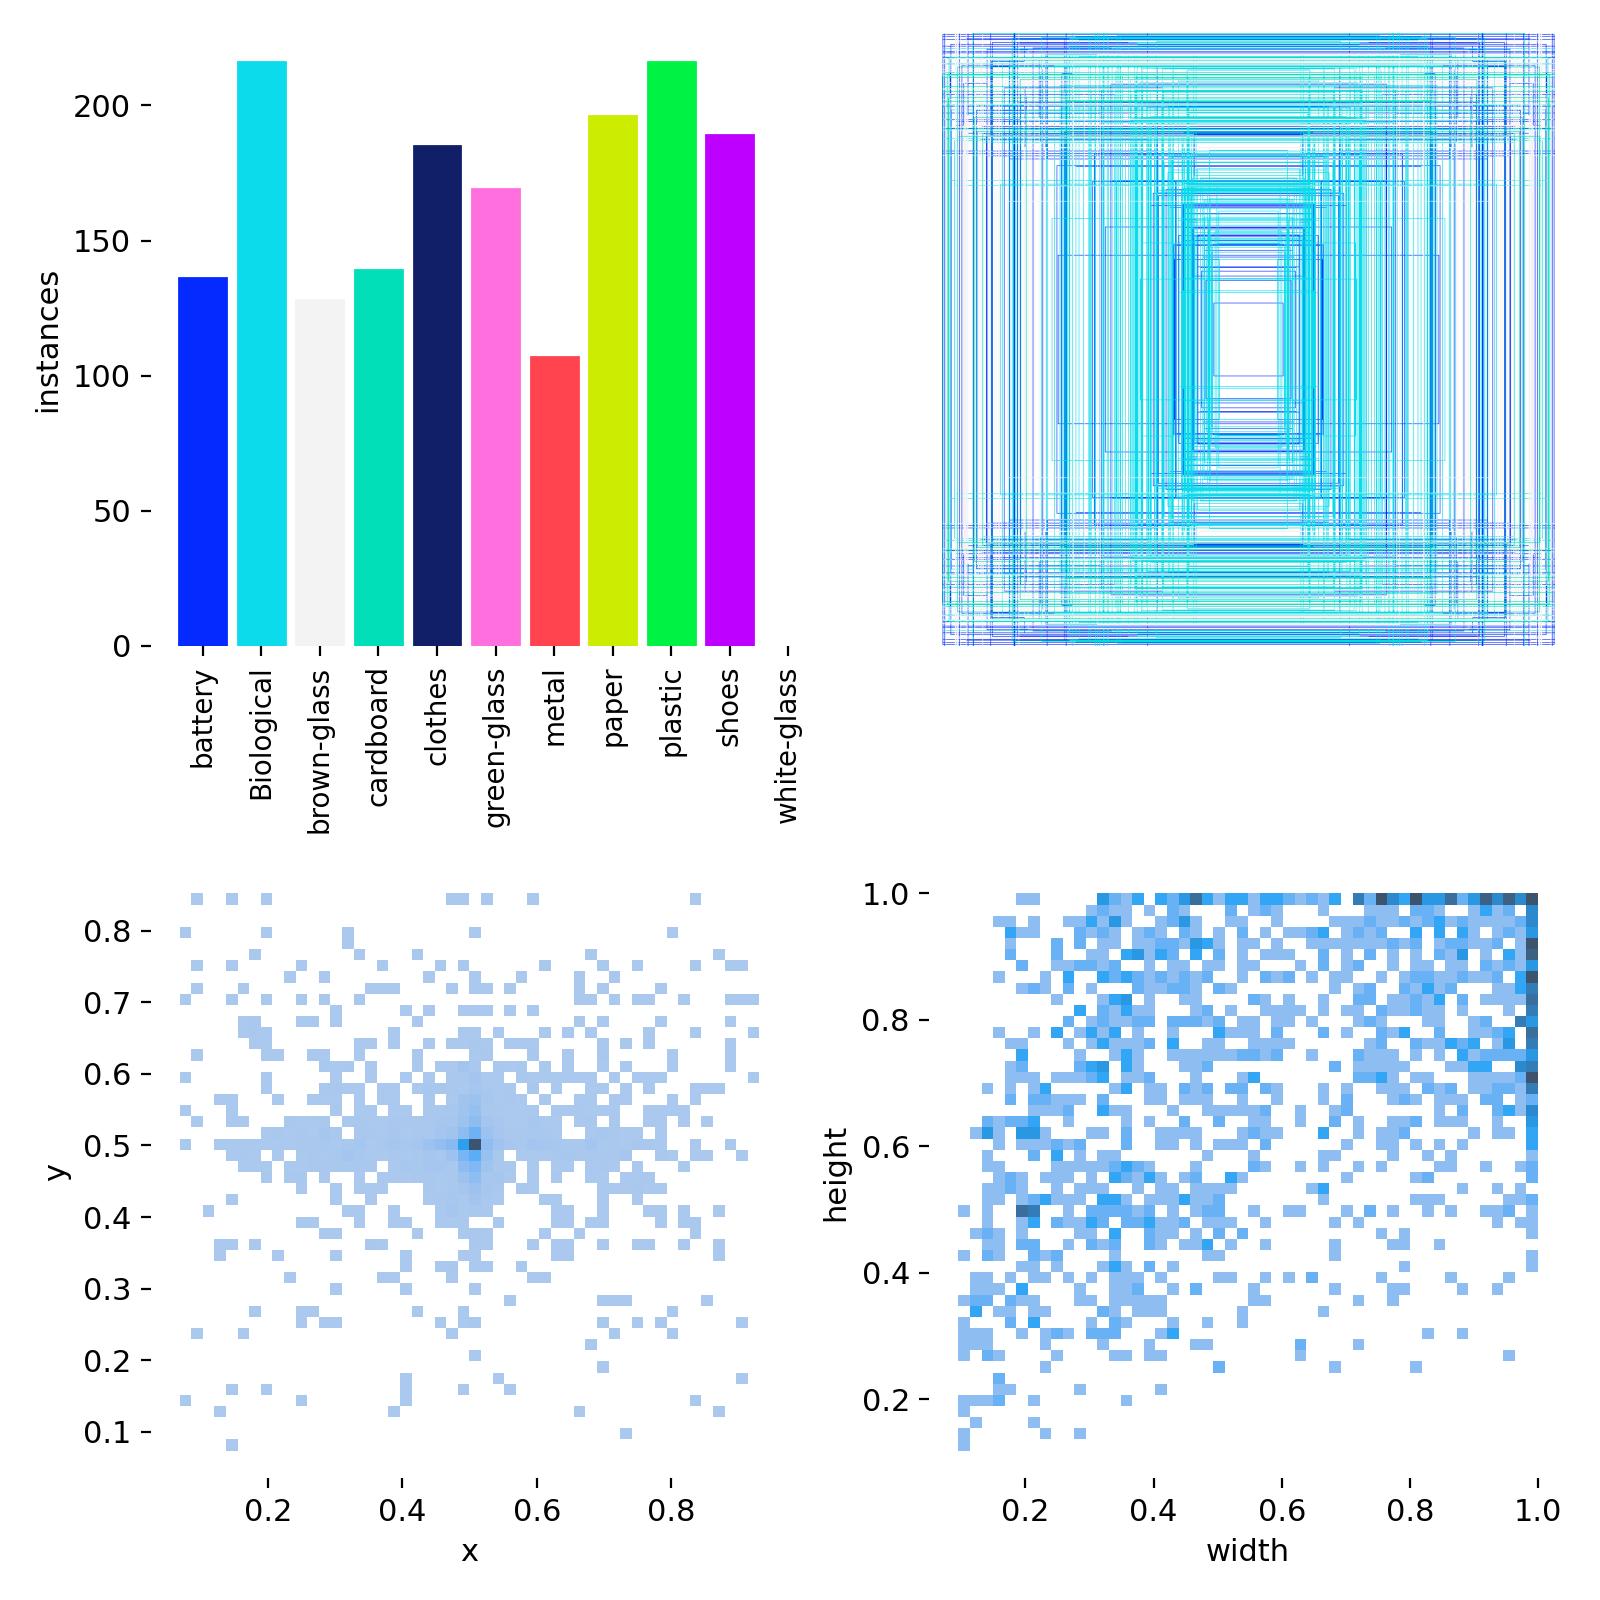 instances
200
150
100
50
0
battery
Biological
brown-glass
cardboard
clothes
green-glass
metal
paper
plastic
shoes
white-glass
y
0.8
0.7
0.6
0.5
0.4
0.3
0.2
0.1
0.2 0.4 0.6 0.8
x
height
1.0
0.8
0.6
0.4
0.2
0.2 0.4 0.6 0.8 1.0
width